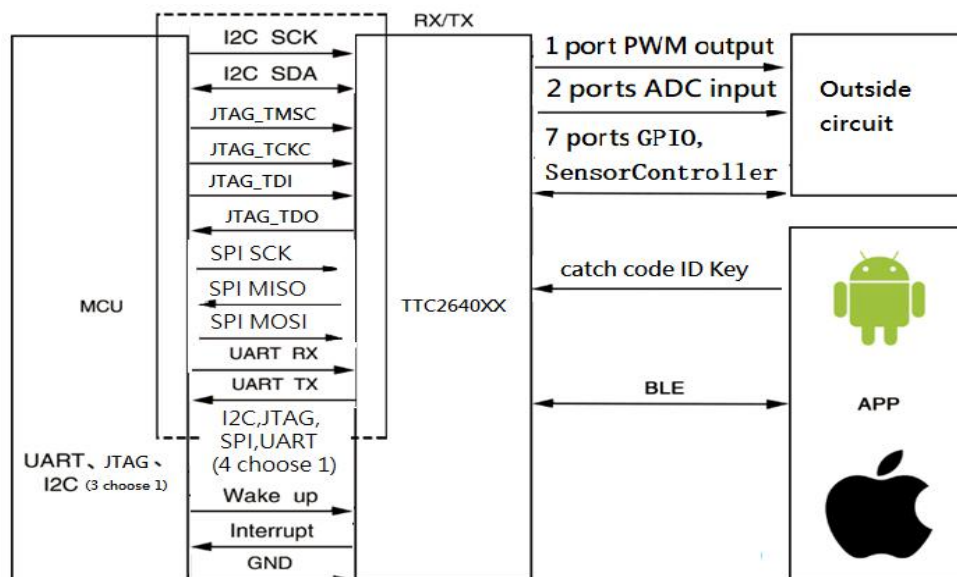 RX/TX
I2C SCK
I2C SDA
JTAG_TMSC
JTAG_TCKC
JTAG_TDI
JTAG_TDO
SPI SCK
SPI MISO
SPI MOSI
UART RX
UART TX
I2C,JTAG,
SPI,UART
(4 choose 1)
Wake up
Interrupt
GND
MCU
UART、JTAG、
I2C (3 choose 1)
TTC2640XX
1 port PWM output
2 ports ADC input
7 ports GPIO,
SensorController
Outside
circuit
catch code ID Key
BLE
APP